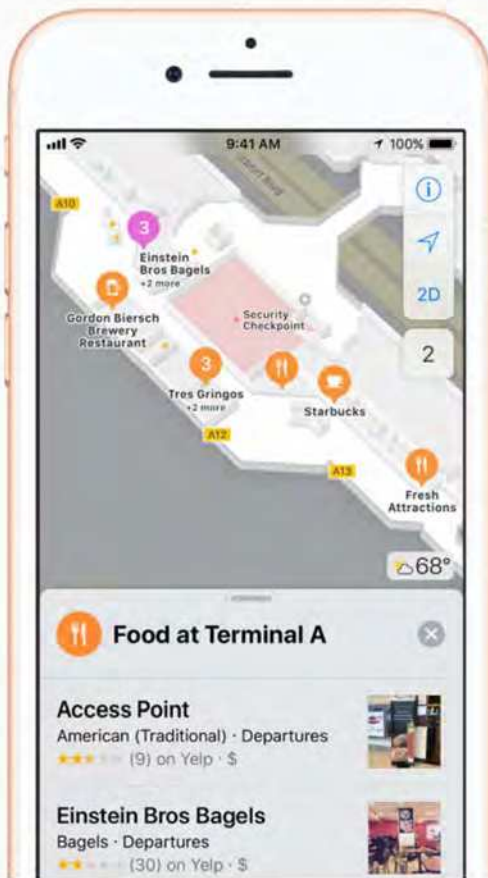 9:41 AM
100%
A10
3
Einstein
Bros Bagels
+2 more
2D
Gordon Biersch
Brewery
Restaurant
Security
Checkpoint
2
3
Tres Gringos
+2 more
Starbucks
A12
A13
Fresh
Attractions
68°
Food at Terminal A
Access Point
American (Traditional) · Departures
(9) on Yelp · $
Einstein Bros Bagels
Bagels · Departures
(30) on Yelp · $